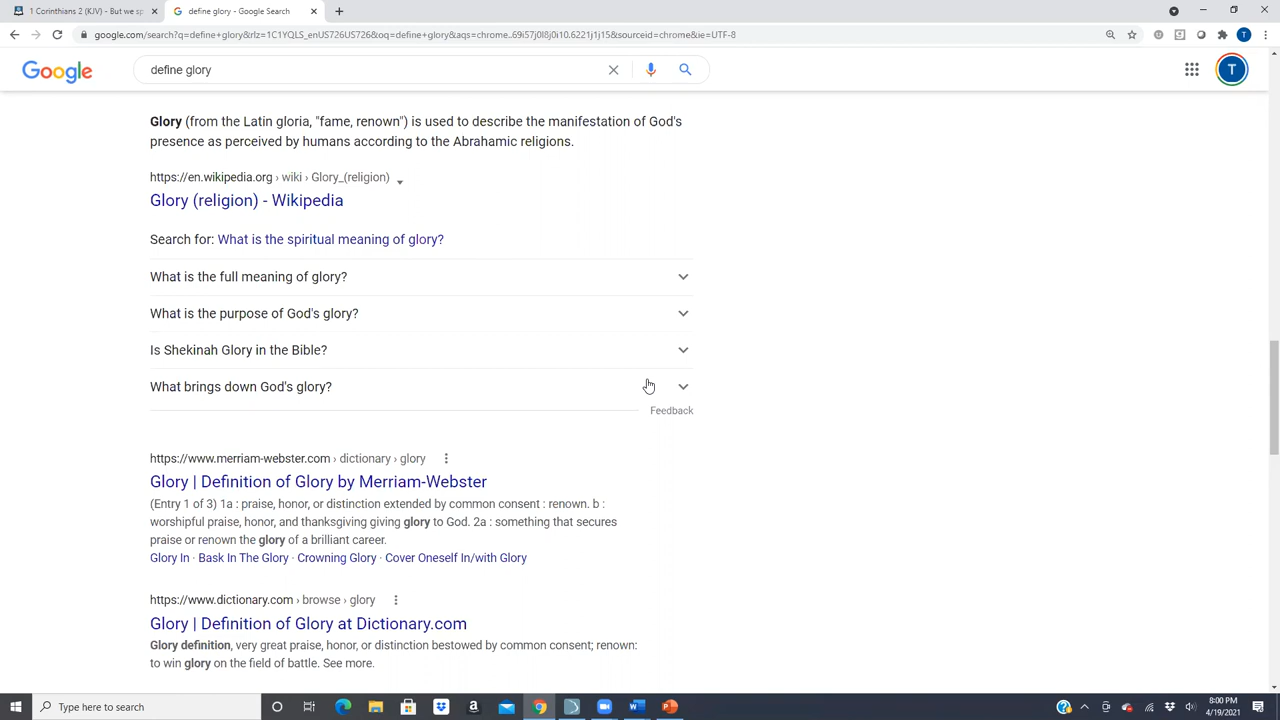 1 Corinthians 2 (KJV) - But we sp
define glory - Google Search
google.com/search?q=define+glory&rlz=1C1YQLS_enUS726US726&oq=define+glory&aqs=chrome..69i57j0l8j0i10.6221j1j15&sourceid=chrome&ie=UTF-8
T
Google
define glory
T
Glory (from the Latin gloria, "fame, renown") is used to describe the manifestation of God's
presence as perceived by humans according to the Abrahamic religions.
https://en.wikipedia.org › wiki › Glory_(religion)
Glory (religion) - Wikipedia
Search for: What is the spiritual meaning of glory?
What is the full meaning of glory?
What is the purpose of God's glory?
Is Shekinah Glory in the Bible?
What brings down God's glory?
Feedback
https://www.merriam-webster.com › dictionary › glory
Glory | Definition of Glory by Merriam-Webster
(Entry 1 of 3) 1a : praise, honor, or distinction extended by common consent : renown. b :
worshipful praise, honor, and thanksgiving giving glory to God. 2a : something that secures
praise or renown the glory of a brilliant career.
Glory In · Bask In The Glory · Crowning Glory · Cover Oneself In/with Glory
https://www.dictionary.com › browse › glory
Glory | Definition of Glory at Dictionary.com
Glory definition, very great praise, honor, or distinction bestowed by common consent; renown:
to win glory on the field of battle. See more.
Type here to search
8:00 PM
4/19/2021